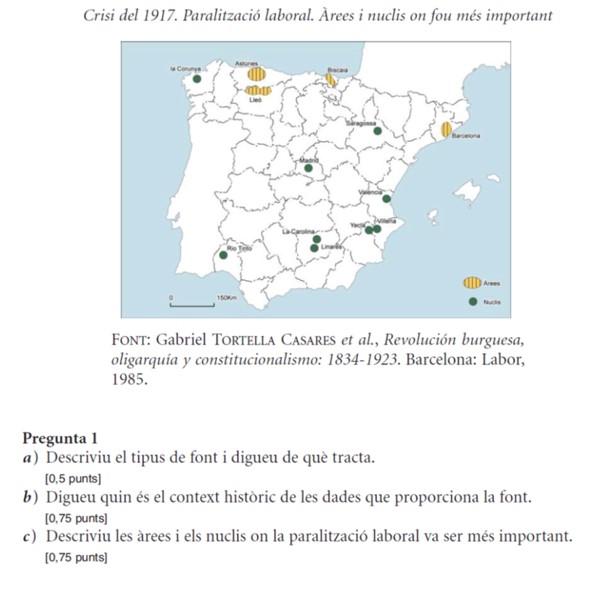 Crisi del 1917. Paralització laboral. Àrees i nuclis on fou més important
la Corunya
Astúries
Biscaia
Lleó
Saragossa
Barcelona
Madrid
València
La Carolina
Iecla
Villena
Río Tinto
Linares
Àrees
Nuclis
0 150Km
FONT: Gabriel TORTELLA CASARES et al., Revolución burguesa,
oligarquía y constitucionalismo: 1834-1923. Barcelona: Labor,
1985.
Pregunta 1
a) Descriviu el tipus de font i digueu de què tracta.
[0,5 punts]
b) Digueu quin és el context històric de les dades que proporciona la font.
[0,75 punts]
c) Descriviu les àrees i els nuclis on la paralització laboral va ser més important.
[0,75 punts]